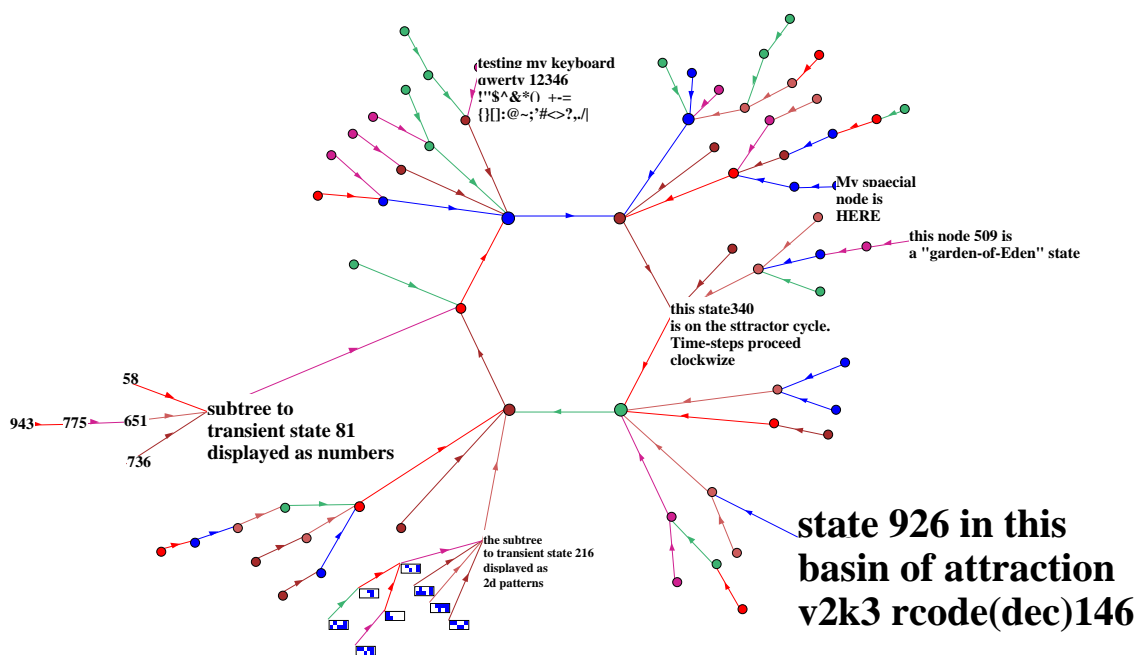 testing my keyboard
qwerty 12346
!"$^&*()_+-=
{}[]:@~;'#<>?,./|
My spaecial
node is
HERE
this node 509 is
a "garden-of-Eden" state
this state340
is on the sttractor cycle.
Time-steps proceed
clockwize
58
943
775
651
736
subtree to
transient state 81
displayed as numbers
the subtree
to transient state 216
displayed as
2d patterns
state 926 in this
basin of attraction
v2k3 rcode(dec)146